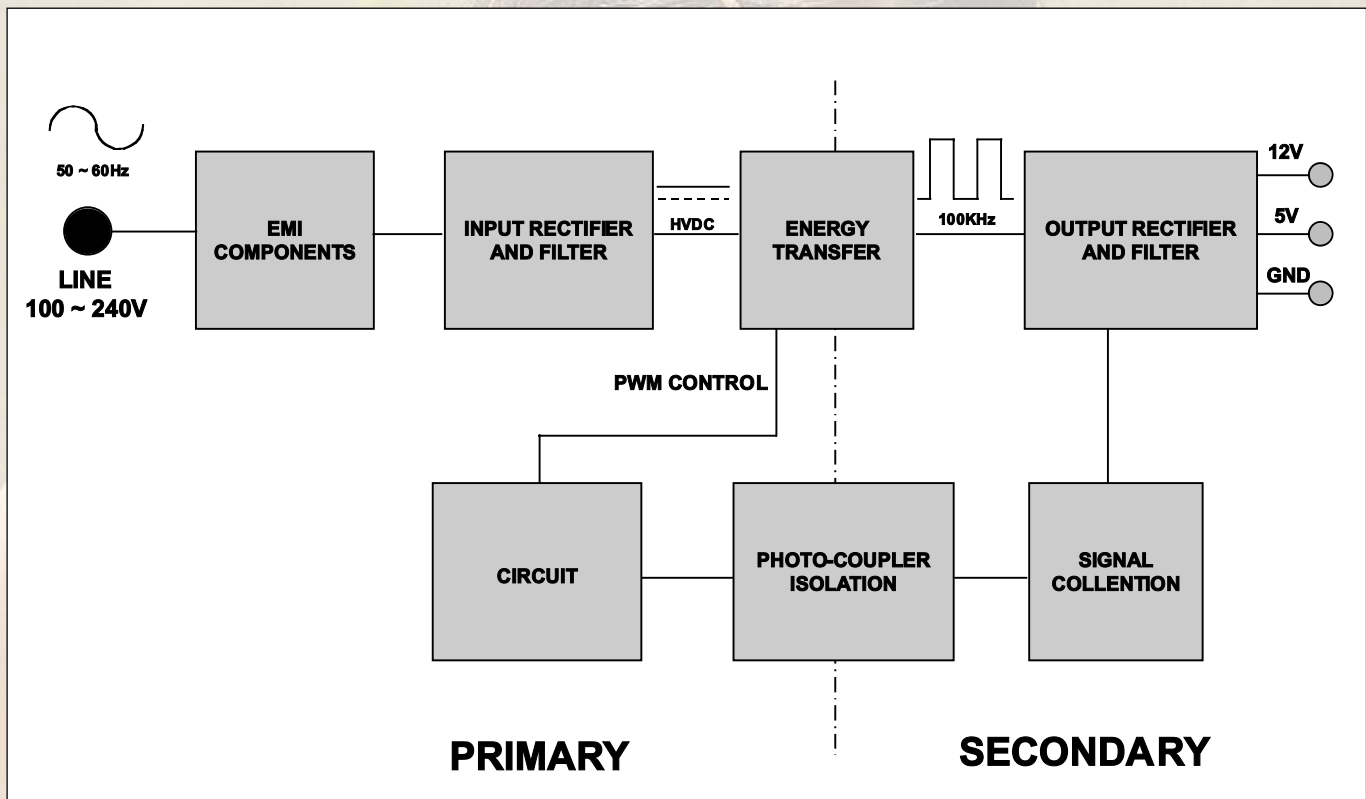 50 ~ 60Hz
LINE
100 ~ 240V
EMI
COMPONENTS
INPUT RECTIFIER
AND FILTER
HVDC
ENERGY
TRANSFER
100KHz
OUTPUT RECTIFIER
AND FILTER
12V
5V
GND
PWM CONTROL
CIRCUIT
PHOTO-COUPLER
ISOLATION
SIGNAL
COLLENTION
PRIMARY
SECONDARY